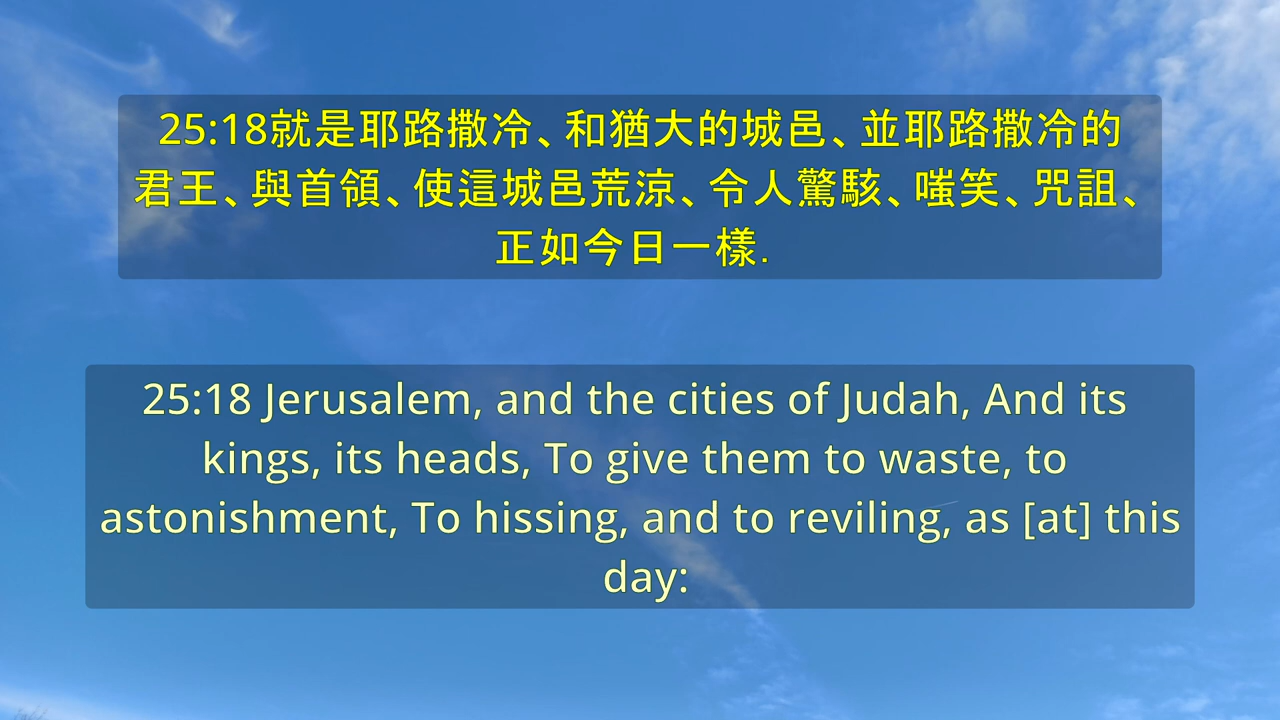 25:18就是耶路撒冷、和猶大的城邑、並耶路撒冷的
君王、與首領、使這城邑荒涼、令人驚駭、嗤笑、咒詛、
正如今日一樣.
25:18 Jerusalem, and the cities of Judah, And its
kings, its heads, To give them to waste, to
astonishment, To hissing, and to reviling, as [at] this
day: